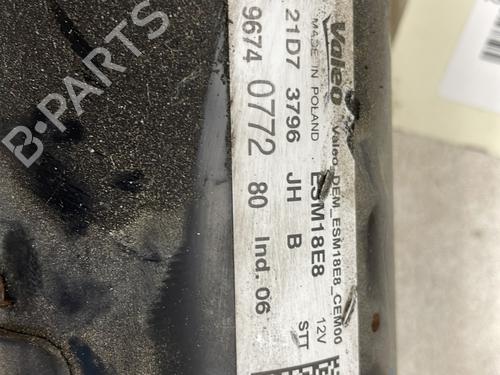 Valeo
Valeo_DEM_ESM18E8_CEM00
MADE IN POLAND
ESM18E8
12V
STT
21D7 3796 JH B
9674 0772 80 Ind. 06
B-PARTS